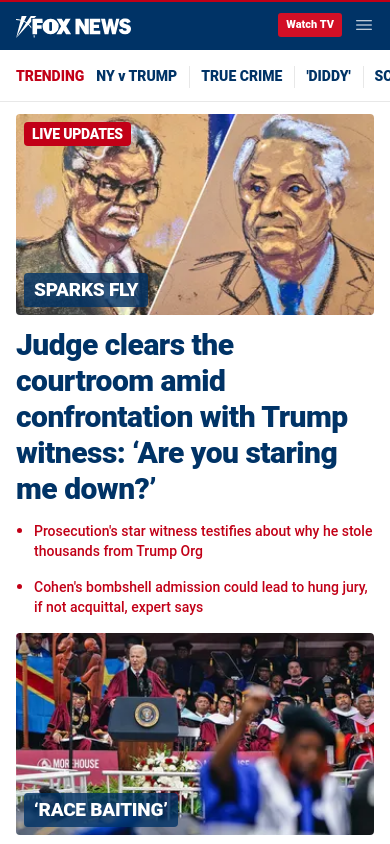 FOX NEWS
Watch TV
TRENDING NY v TRUMP TRUE CRIME 'DIDDY' SC
LIVE UPDATES
SPARKS FLY
Judge clears the
courtroom amid
confrontation with Trump
witness: ‘Are you staring
me down?’
• Prosecution's star witness testifies about why he stole
thousands from Trump Org
• Cohen's bombshell admission could lead to hung jury,
if not acquittal, expert says
MOREHOUSE
‘RACE BAITING’